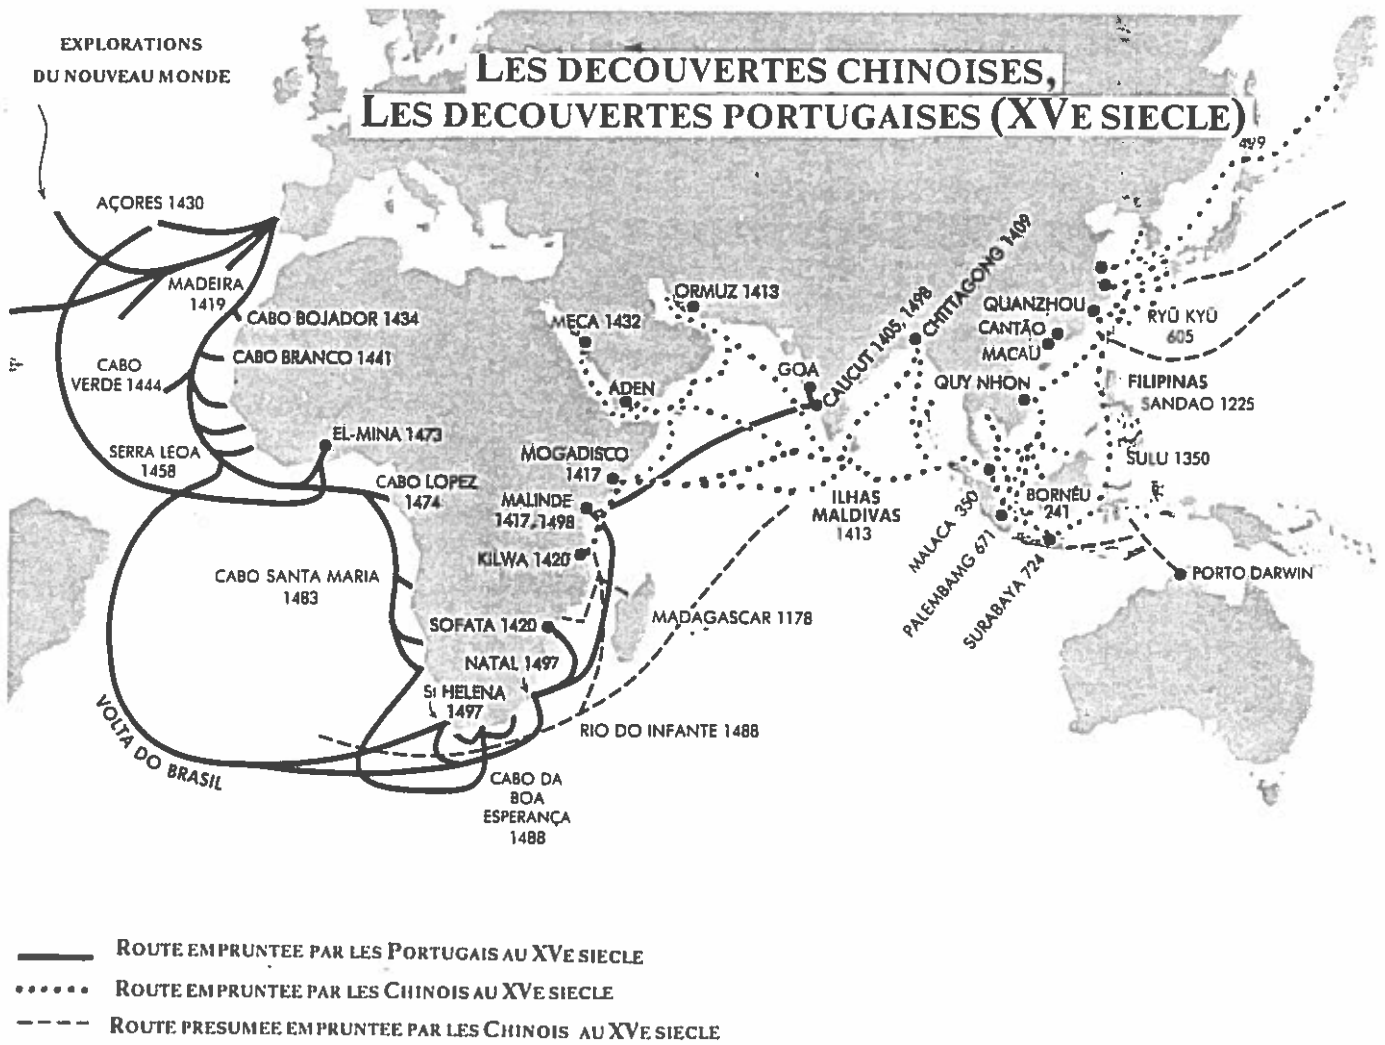 EXPLORATIONS
DU NOUVEAU MONDE
LES DECOUVERTES CHINOISES,
LES DECOUVERTES PORTUGAISES (XVE SIECLE)
499
AÇORES 1430
MADEIRA
1419
CABO BOJADOR 1434
CABO BRANCO 1441
CABO
VERDE 1444
SERRA LEOA
1458
EL-MINA 1473
CABO LOPEZ
1474
CABO SANTA MARIA
1483
VOLTA DO BRASIL
ST HELENA
1497
NATAL 1497
CABO DA
BOA
ESPERANÇA
1488
RIO DO INFANTE 1488
SOFATA 1420
MADAGASCAR 1178
KILWA 1420
MALINDE
1417, 1498
MOGADISCO
1417
ADEN
MECA 1432
ORMUZ 1413
GOA
CALICUT 1405, 1498
CHITTAGONG 1409
ILHAS
MALDIVAS
1413
QUANZHOU
CANTÃO
MACAU
QUY NHON
RYŪ KYŪ
605
FILIPINAS
SANDAO 1225
SULU 1350
BORNÉU
241
MALACA 350
PALEMBAMG 671
SURABAYA 724
PORTO DARWIN
ROUTE EMPRUNTEE PAR LES PORTUGAIS AU XVE SIECLE
ROUTE EMPRUNTEE PAR LES CHINOIS AU XVE SIECLE
ROUTE PRESUMEE EMPRUNTEE PAR LES CHINOIS AU XVE SIECLE